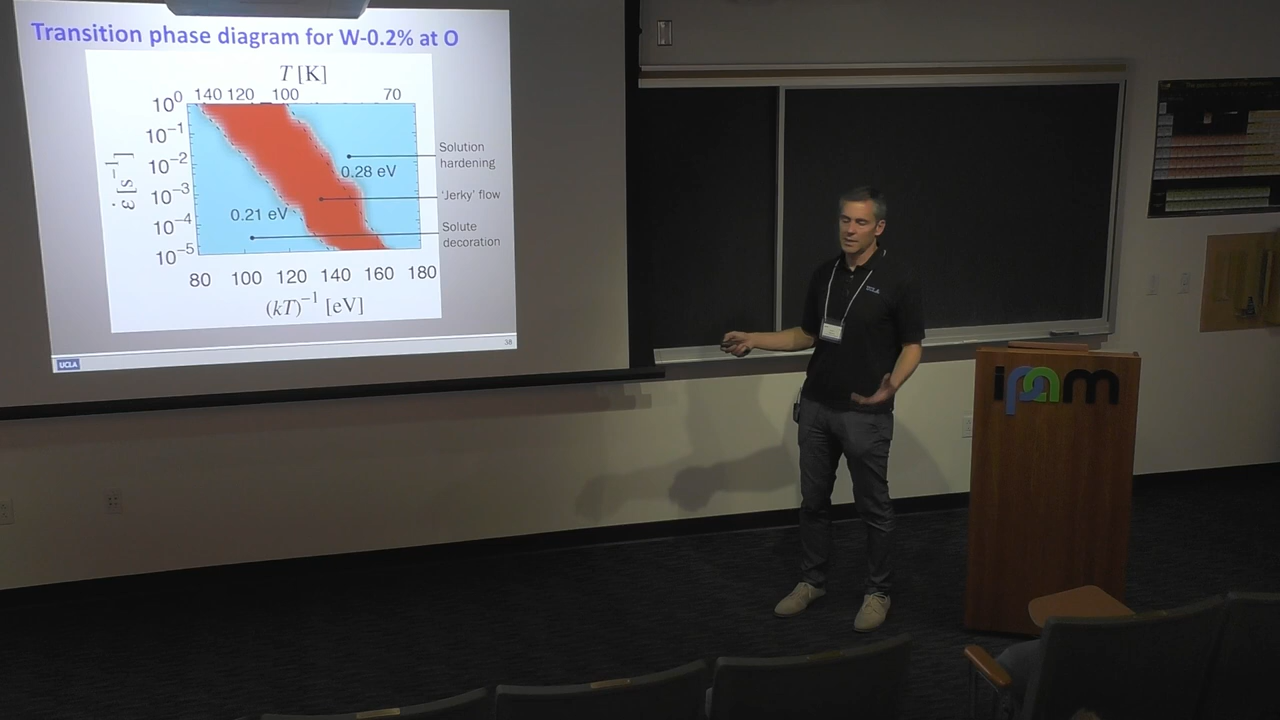 Transition phase diagram for W-0.2% at O
T [K]
140 120 100 70
10⁰
10⁻¹
10⁻²
10⁻³
10⁻⁴
10⁻⁵
ε̇ [s⁻¹]
0.28 eV
0.21 eV
Solution
hardening
'Jerky' flow
Solute
decoration
80 100 120 140 160 180
(kT)⁻¹ [eV]
38
UCLA
UCLA
ipam